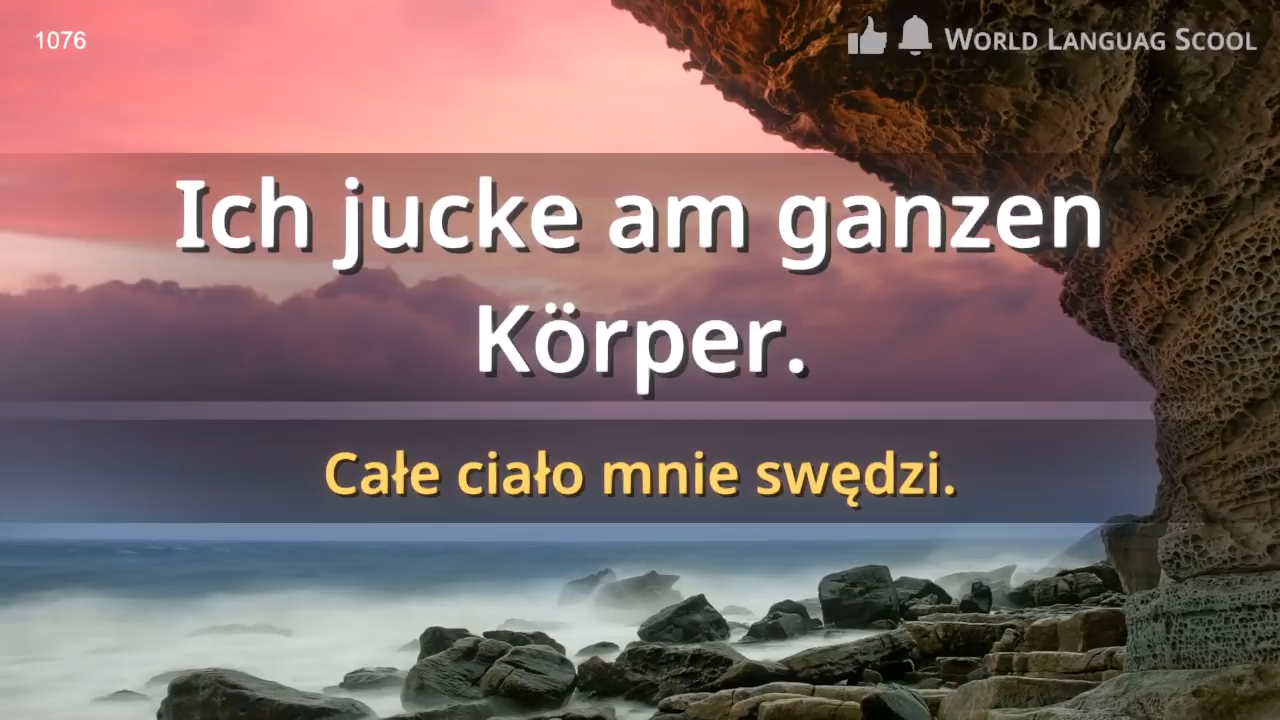 1076
World Languag Scool
Ich jucke am ganzen
Körper.
Całe ciało mnie swędzi.